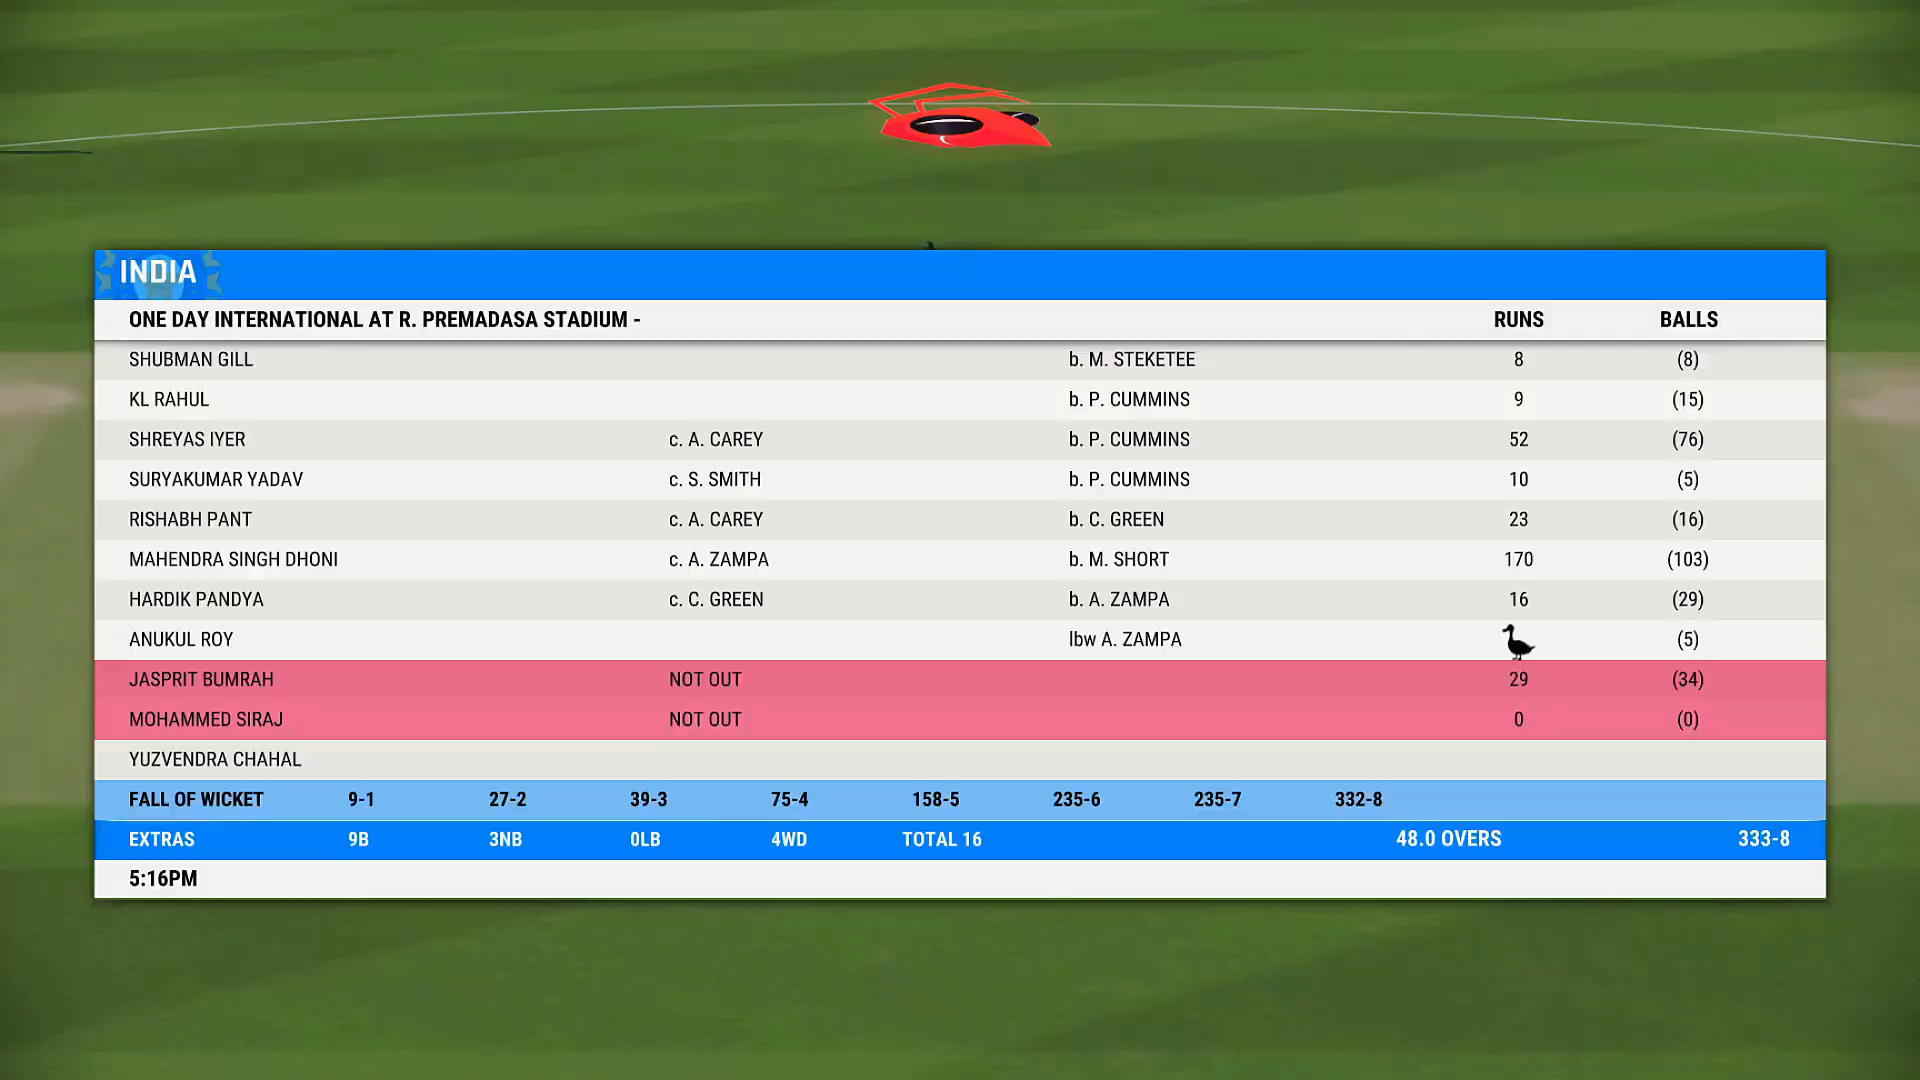 INDIA
ONE DAY INTERNATIONAL AT R. PREMADASA STADIUM - RUNS BALLS
SHUBMAN GILL b. M. STEKETEE 8 (8)
KL RAHUL b. P. CUMMINS 9 (15)
SHREYAS IYER c. A. CAREY b. P. CUMMINS 52 (76)
SURYAKUMAR YADAV c. S. SMITH b. P. CUMMINS 10 (5)
RISHABH PANT c. A. CAREY b. C. GREEN 23 (16)
MAHENDRA SINGH DHONI c. A. ZAMPA b. M. SHORT 170 (103)
HARDIK PANDYA c. C. GREEN b. A. ZAMPA 16 (29)
ANUKUL ROY lbw A. ZAMPA (5)
JASPRIT BUMRAH NOT OUT 29 (34)
MOHAMMED SIRAJ NOT OUT 0 (0)
YUZVENDRA CHAHAL
FALL OF WICKET 9-1 27-2 39-3 75-4 158-5 235-6 235-7 332-8
EXTRAS 9B 3NB 0LB 4WD TOTAL 16 48.0 OVERS 333-8
5:16PM